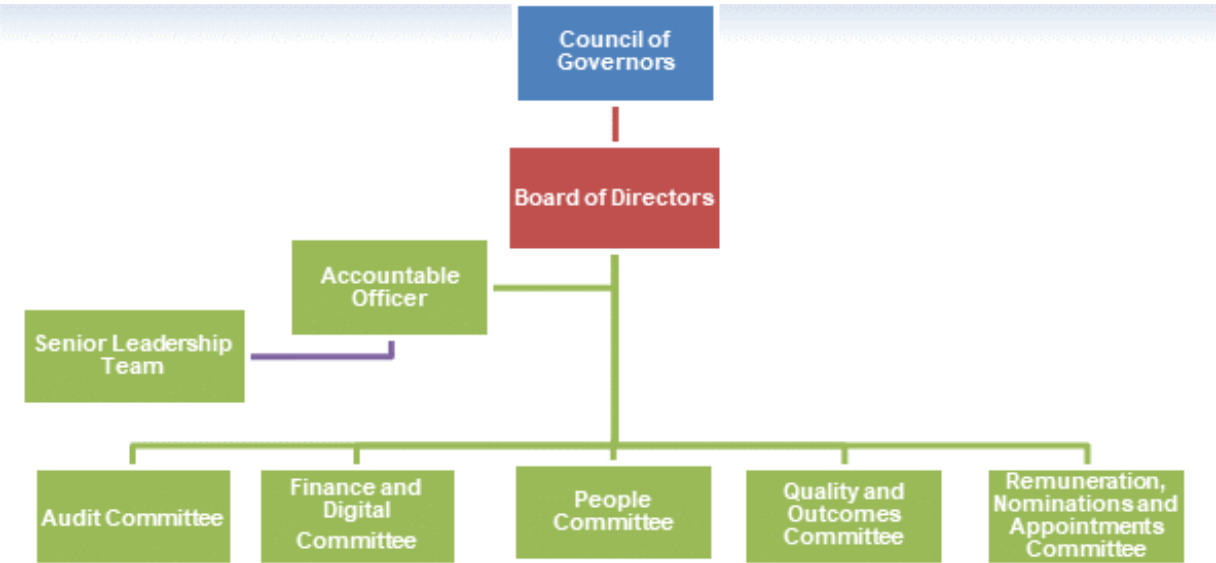 Council of
Governors
Board of Directors
Accountable
Officer
Senior Leadership
Team
Audit Committee
Finance and
Digital
Committee
People
Committee
Quality and
Outcomes
Committee
Remuneration,
Nominations and
Appointments
Committee